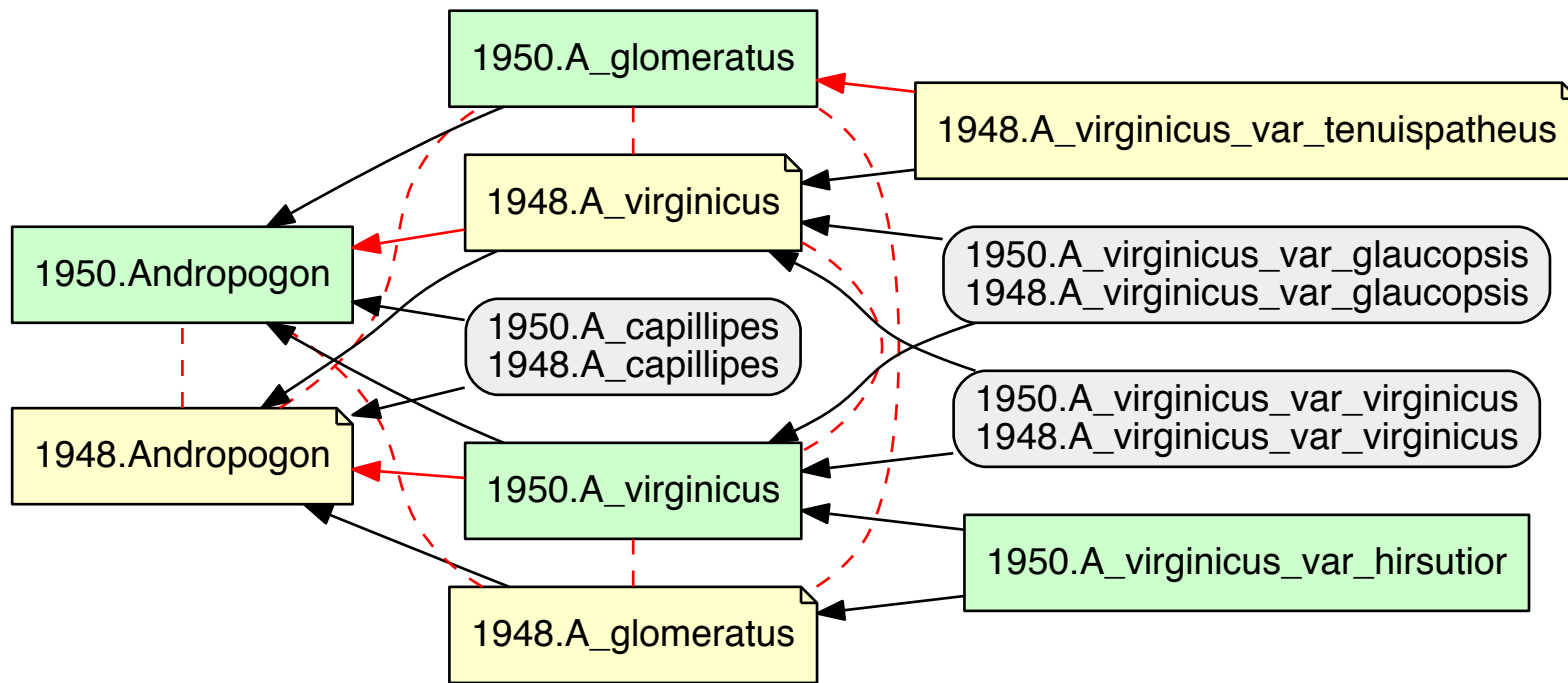 1950.A_glomeratus
1948.A_virginicus_var_tenuispatheus
1948.A_virginicus
1950.Andropogon
1950.A_virginicus_var_glaucopsis
1948.A_virginicus_var_glaucopsis
1950.A_capillipes
1948.A_capillipes
1950.A_virginicus_var_virginicus
1948.A_virginicus_var_virginicus
1948.Andropogon
1950.A_virginicus
1950.A_virginicus_var_hirsutior
1948.A_glomeratus